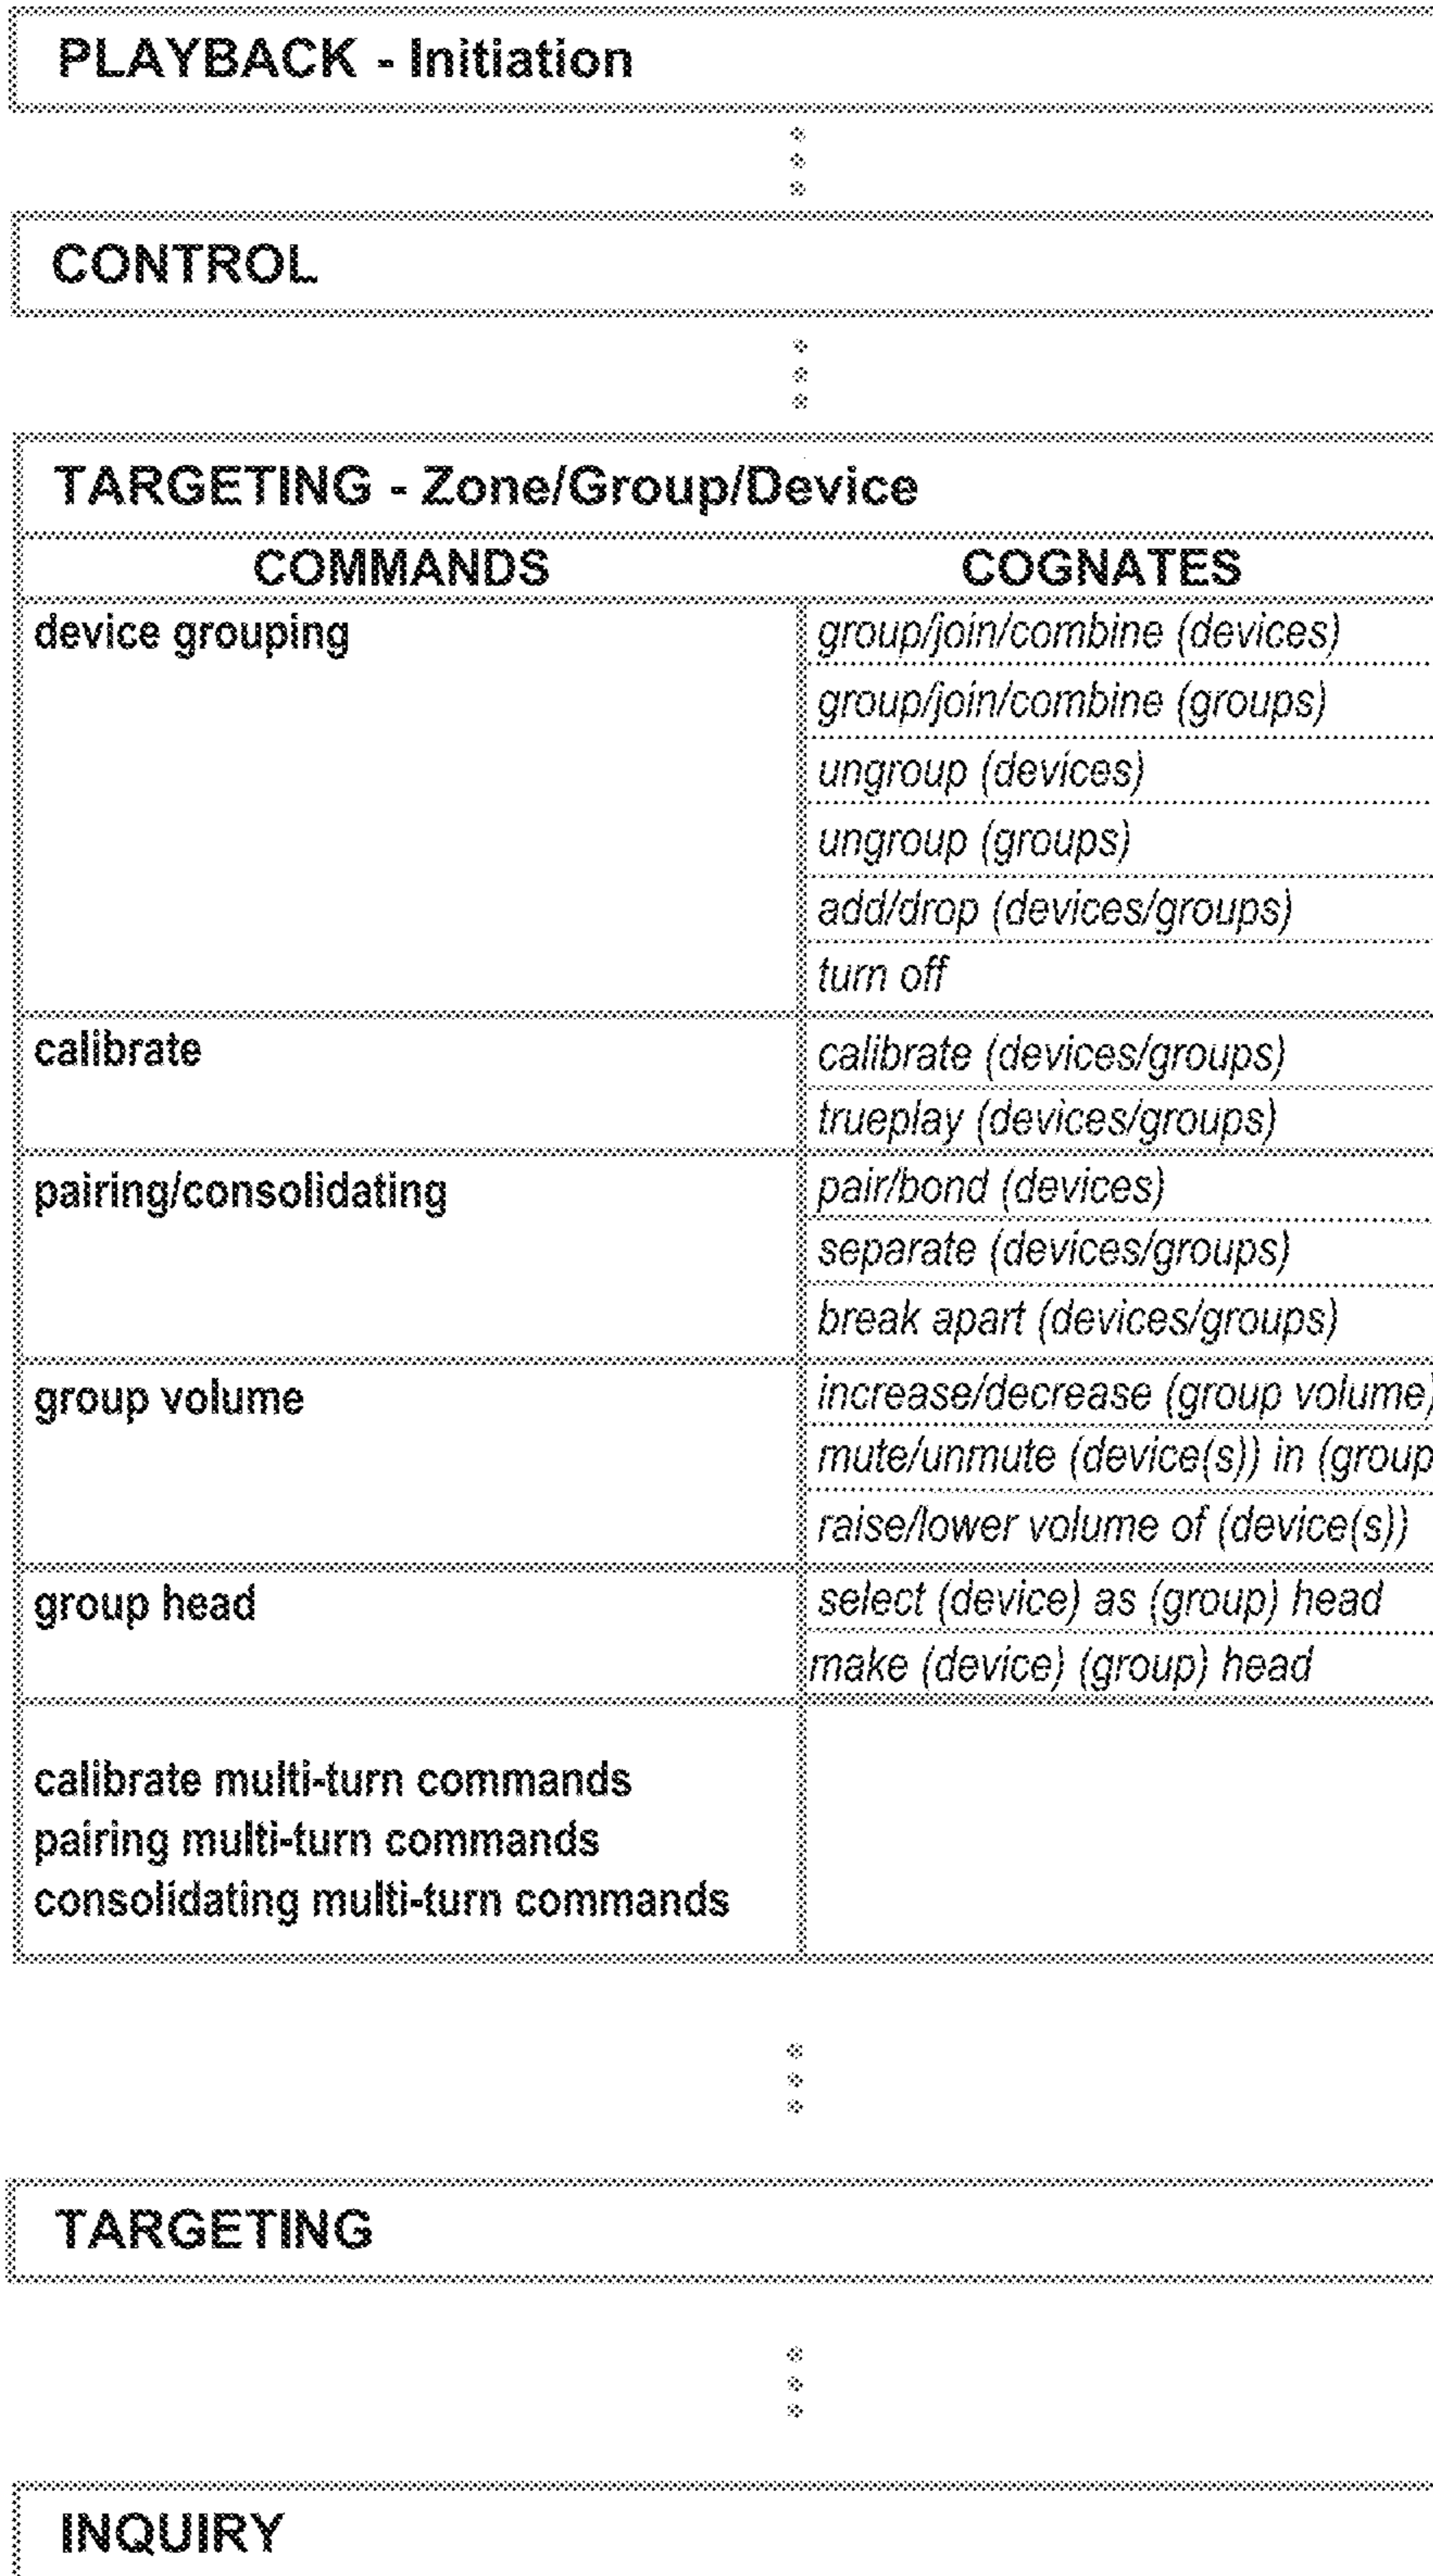 PLAYBACK - Initiation
CONTROL
TARGETING - Zone/Group/Device
COMMANDS COGNATES
device grouping group/join/combine (devices)
group/join/combine (groups)
ungroup (devices)
ungroup (groups)
add/drop (devices/groups)
turn off
calibrate calibrate (devices/groups)
trueplay (devices/groups)
pairing/consolidating pair/bond (devices)
separate (devices/groups)
break apart (devices/groups)
group volume increase/decrease (group volume)
mute/unmute (device(s)) in (group
raise/lower volume of (device(s))
group head select (device) as (group) head
make (device) (group) head
calibrate multi-turn commands
pairing multi-turn commands
consolidating multi-turn commands
TARGETING
INQUIRY